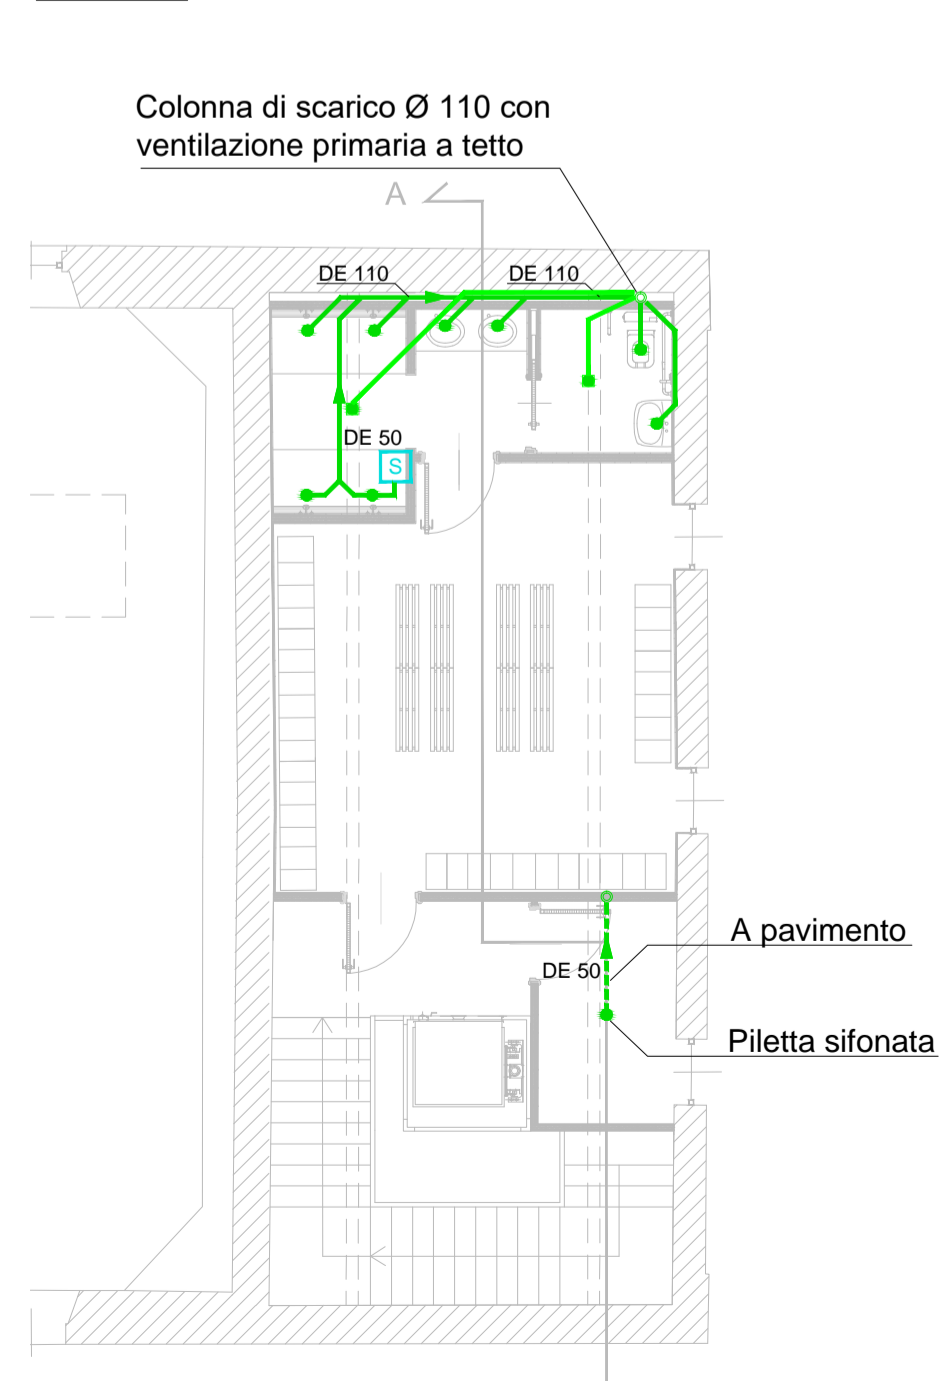 Colonna di scarico Ø 110 con
ventilazione primaria a tetto
A
DE 110
DE 110
DE 50
S
A pavimento
DE 50
Piletta sifonata